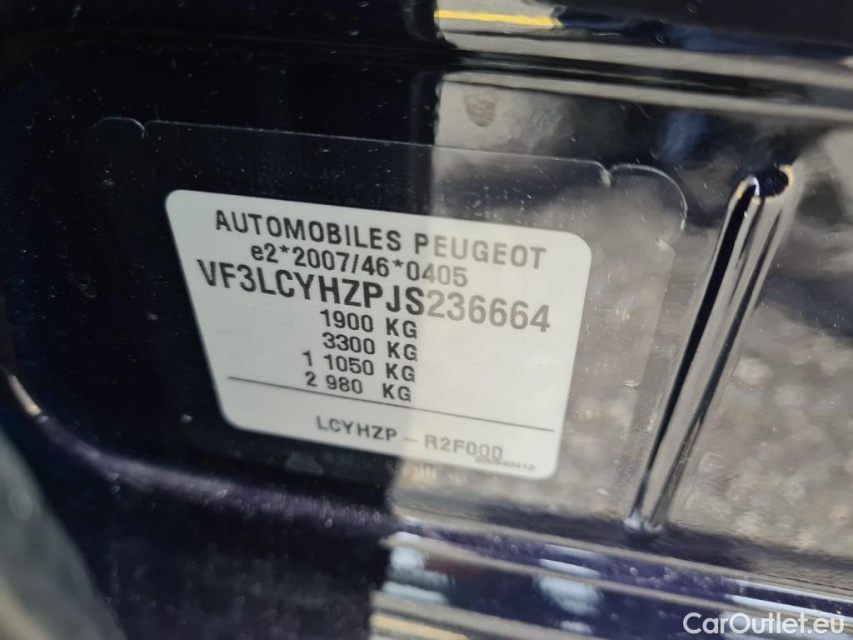 AUTOMOBILES PEUGEOT
e2*2007/46*0405
VF3LCYHZPJS236664
1900 KG
3300 KG
1 1050 KG
2 980 KG
LCYHZP - R2F000
CarOutlet.eu